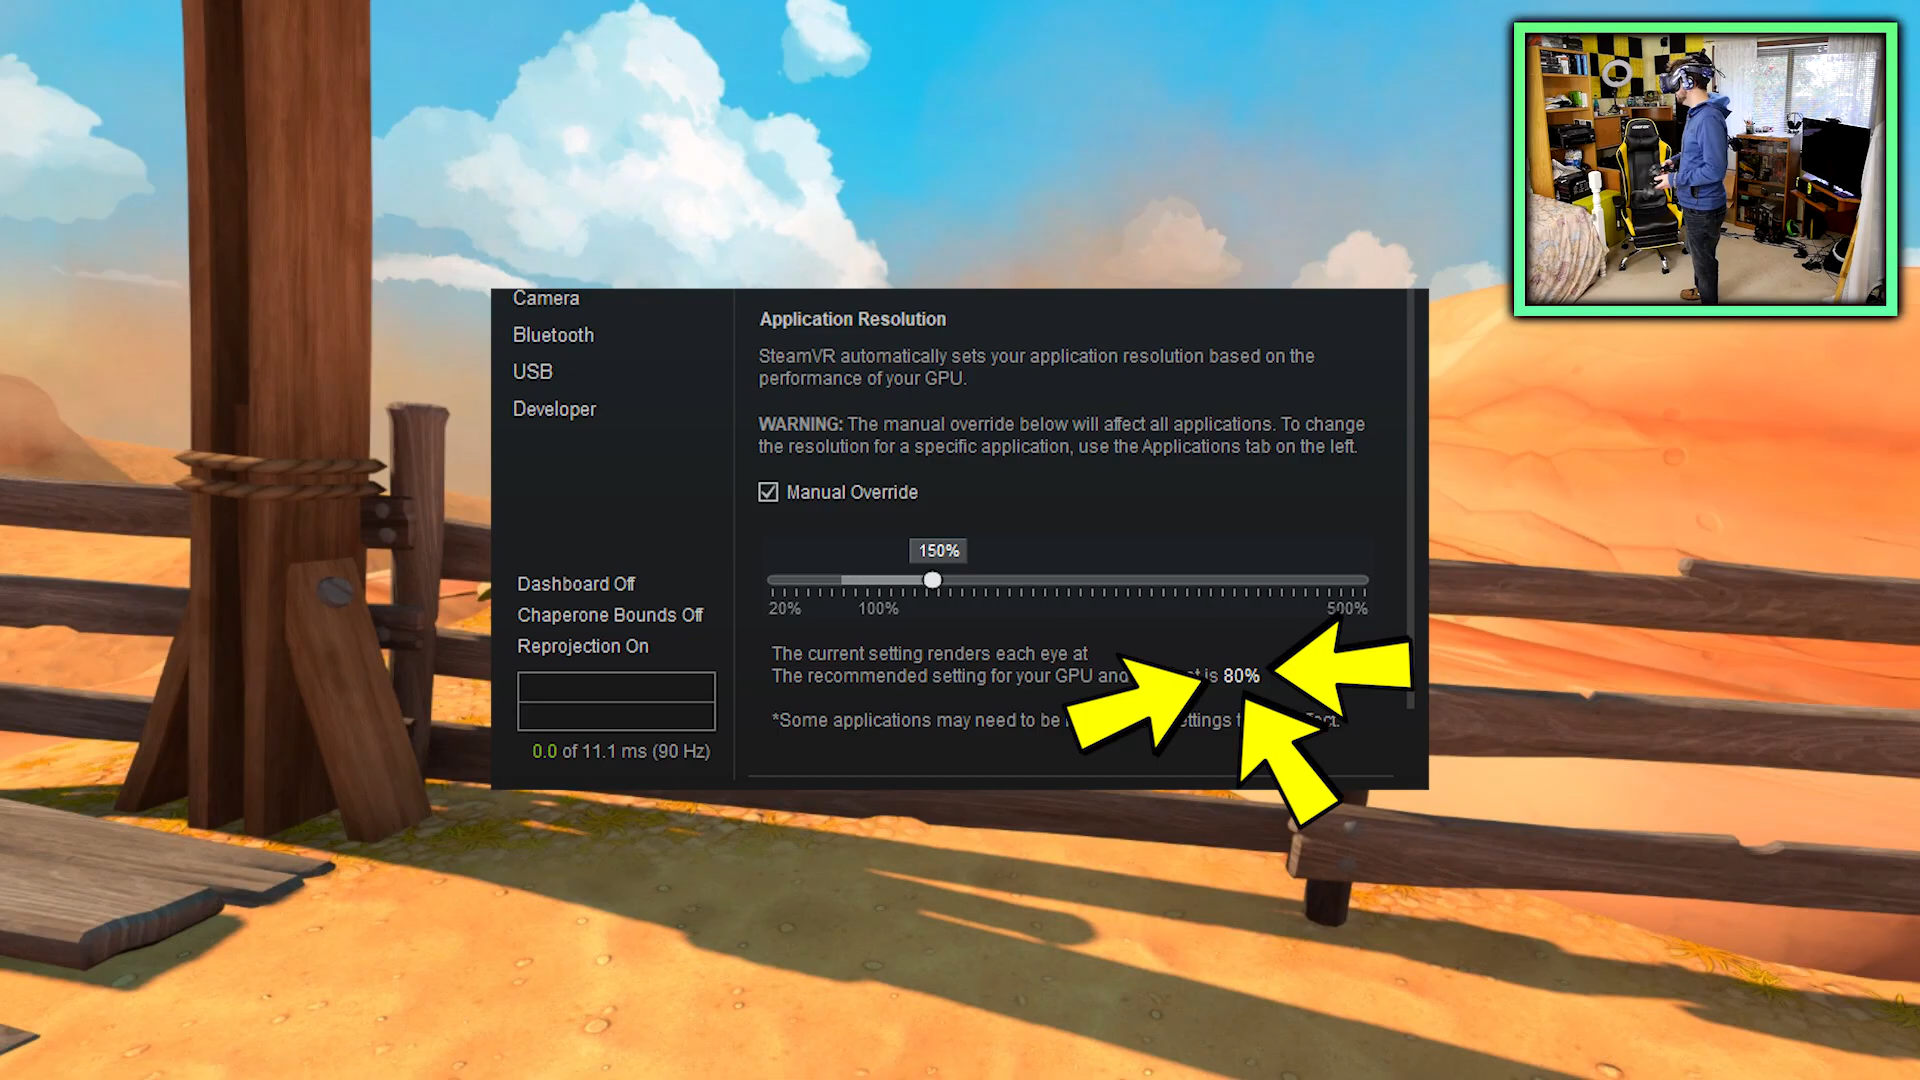 Camera
Bluetooth
USB
Developer
Dashboard Off
Chaperone Bounds Off
Reprojection On
0.0 of 11.1 ms (90 Hz)
Application Resolution
SteamVR automatically sets your application resolution based on the
performance of your GPU.
WARNING: The manual override below will affect all applications. To change
the resolution for a specific application, use the Applications tab on the left.
Manual Override
150%
20% 100% 500%
The current setting renders each eye at
The recommended setting for your GPU and is 80%
*Some applications may need to be